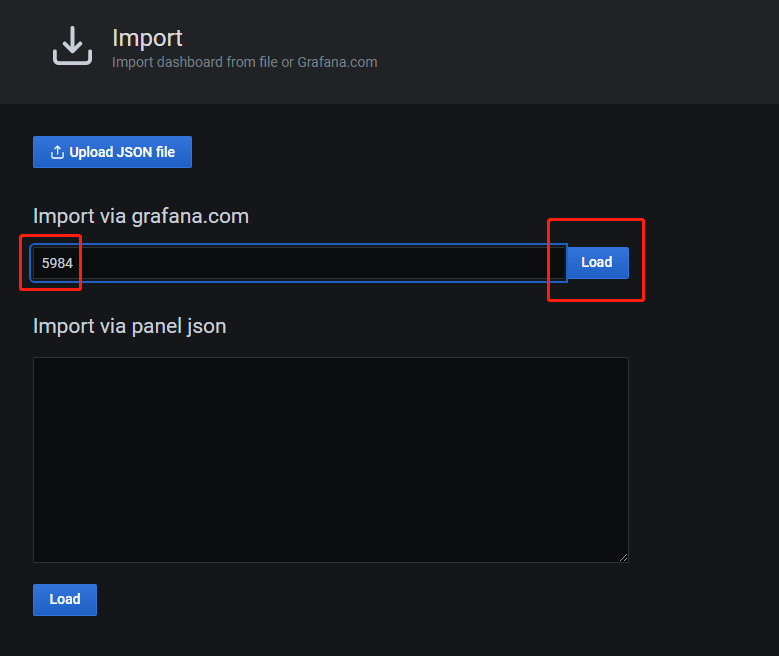 Import
Import dashboard from file or Grafana.com
Upload JSON file
Import via grafana.com
5984
Load
Import via panel json
Load